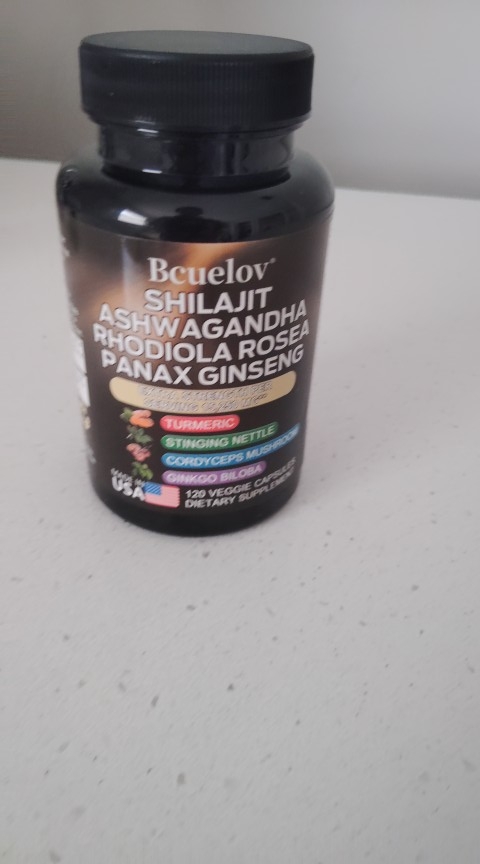 Bcuelov®
SHILAJIT
ASHWAGANDHA
RHODIOLA ROSEA
PANAX GINSENG
TURMERIC
STINGING NETTLE
CORDYCEPS MUSHROOM
GINKGO BILOBA
MADE IN
USA
120 VEGGIE CAPSULES
DIETARY SUPPLEMENT